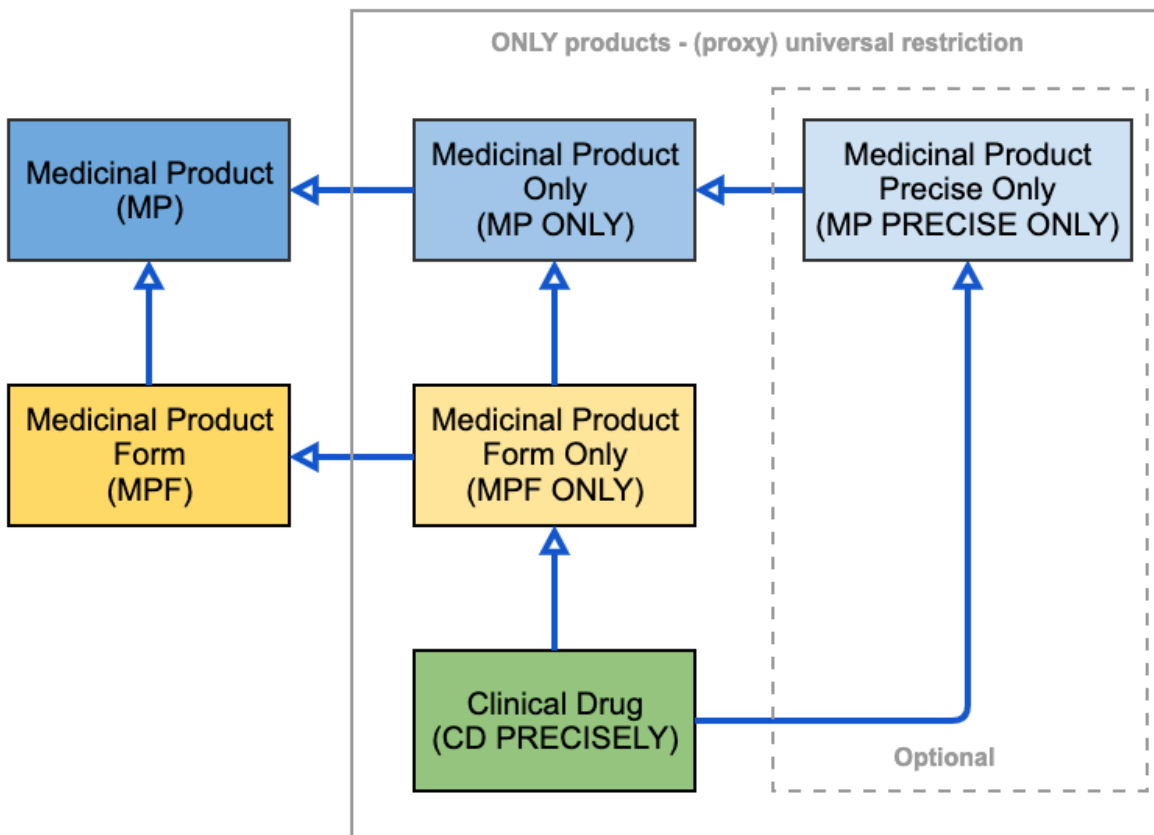 ONLY products - (proxy) universal restriction
Medicinal Product
(MP)
Medicinal Product
Only
(MP ONLY)
Medicinal Product
Precise Only
(MP PRECISE ONLY)
Medicinal Product
Form
(MPF)
Medicinal Product
Form Only
(MPF ONLY)
Clinical Drug
(CD PRECISELY)
Optional